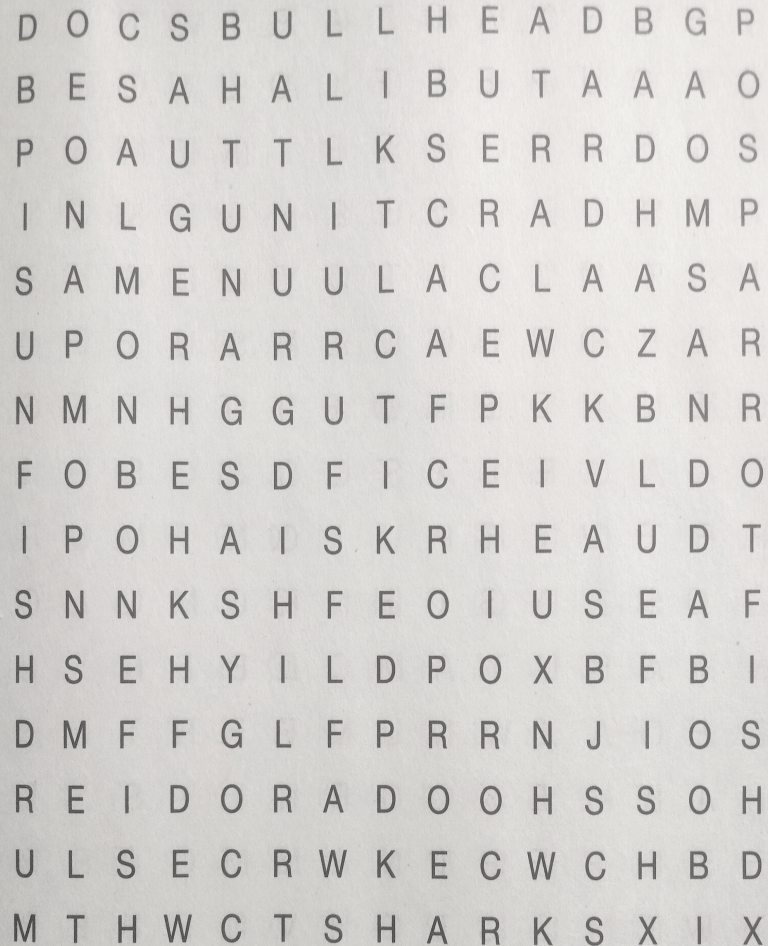 D O C S B U L L H E A D B G P
B E S A H A L I B U T A A A O
P O A U T T L K S E R R D O S
I N L G U N I T C R A D H M P
S A M E N U U L A C L A A S A
U P O R A R R C A E W C Z A R
N M N H G G U T F P K K B N R
F O B E S D F I C E I V L D O
I P O H A I S K R H E A U D T
S N N K S H F E O I U S E A F
H S E H Y I L D P O X B F B I
D M F F G L F P R R N J I O S
R E I D O R A D O O H S S O H
U L S E C R W K E C W C H B D
M T H W C T S H A R K S X I X